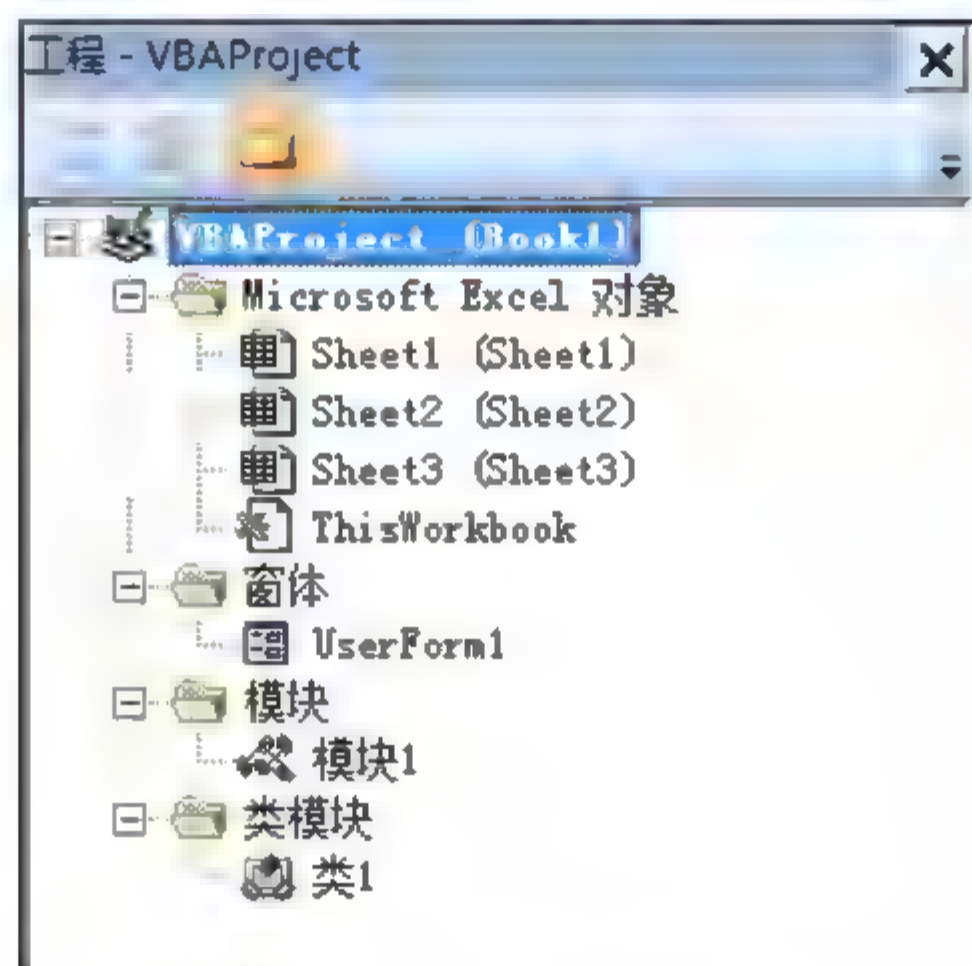 工程 - VBAProject
VBAProject (Book1)
Microsoft Excel 对象
Sheet1 (Sheet1)
Sheet2 (Sheet2)
Sheet3 (Sheet3)
ThisWorkbook
窗体
UserForm1
模块
模块1
类模块
类1